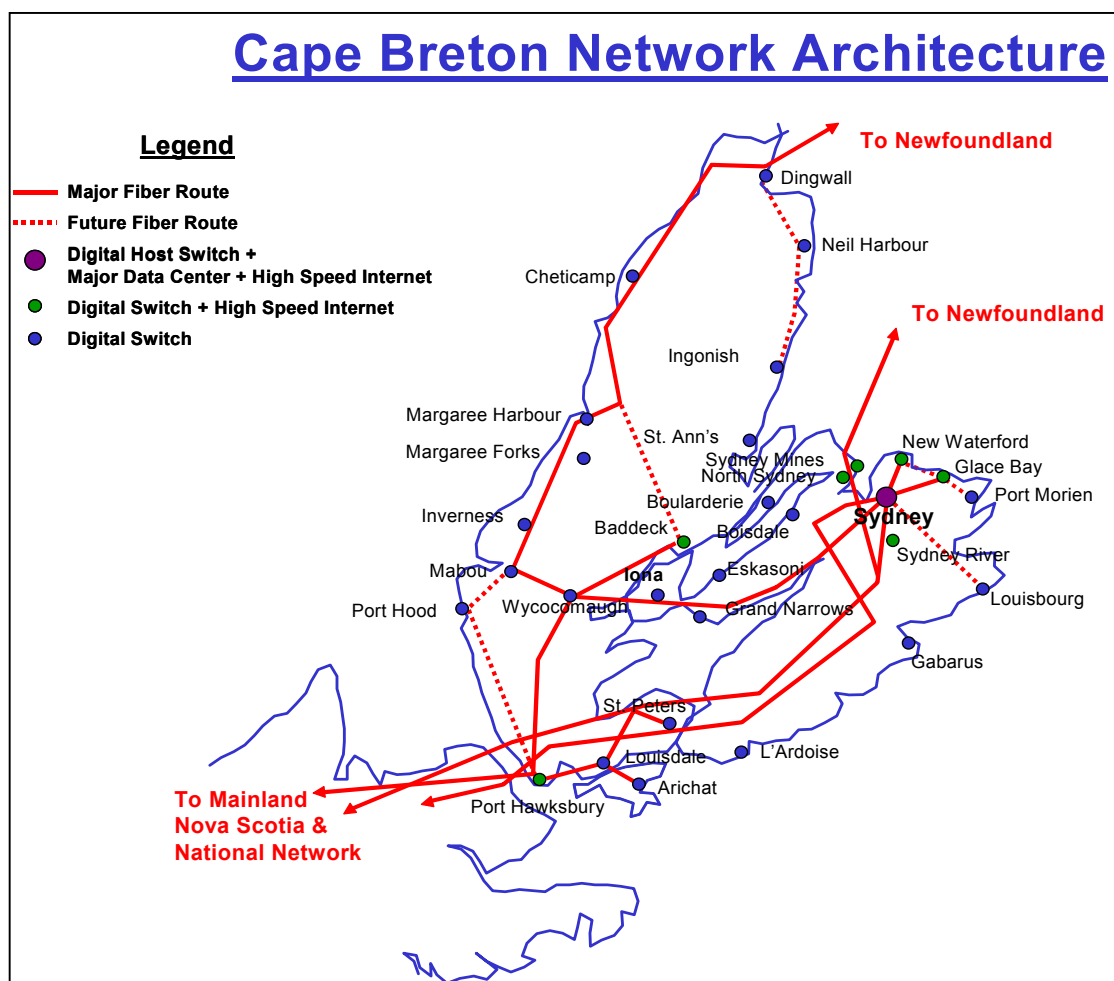 Cape Breton Network Architecture
Legend
Major Fiber Route
Future Fiber Route
Digital Host Switch +
Major Data Center + High Speed Internet
Digital Switch + High Speed Internet
Digital Switch
To Newfoundland
Dingwall
Neil Harbour
Cheticamp
To Newfoundland
Ingonish
Margaree Harbour
St. Ann's
New Waterford
Margaree Forks
Sydney Mines
Glace Bay
North Sydney
Boularderie
Port Morien
Inverness
Sydney
Baddeck
Boisdale
Sydney River
Mabou
Iona
Eskasoni
Louisbourg
Port Hood
Wycocomaugh
Grand Narrows
Gabarus
St. Peters
Louisdale
L'Ardoise
Arichat
Port Hawksbury
To Mainland
Nova Scotia &
National Network